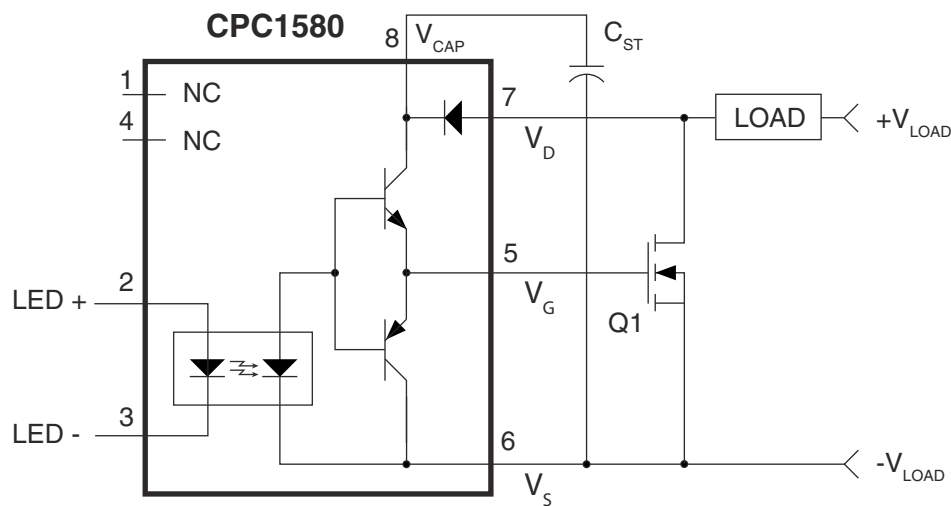 CPC1580
8
V_CAP
C_ST
1
NC
4
NC
7
V_D
LOAD
+V_LOAD
5
V_G
Q1
2
LED +
3
LED -
6
V_S
-V_LOAD